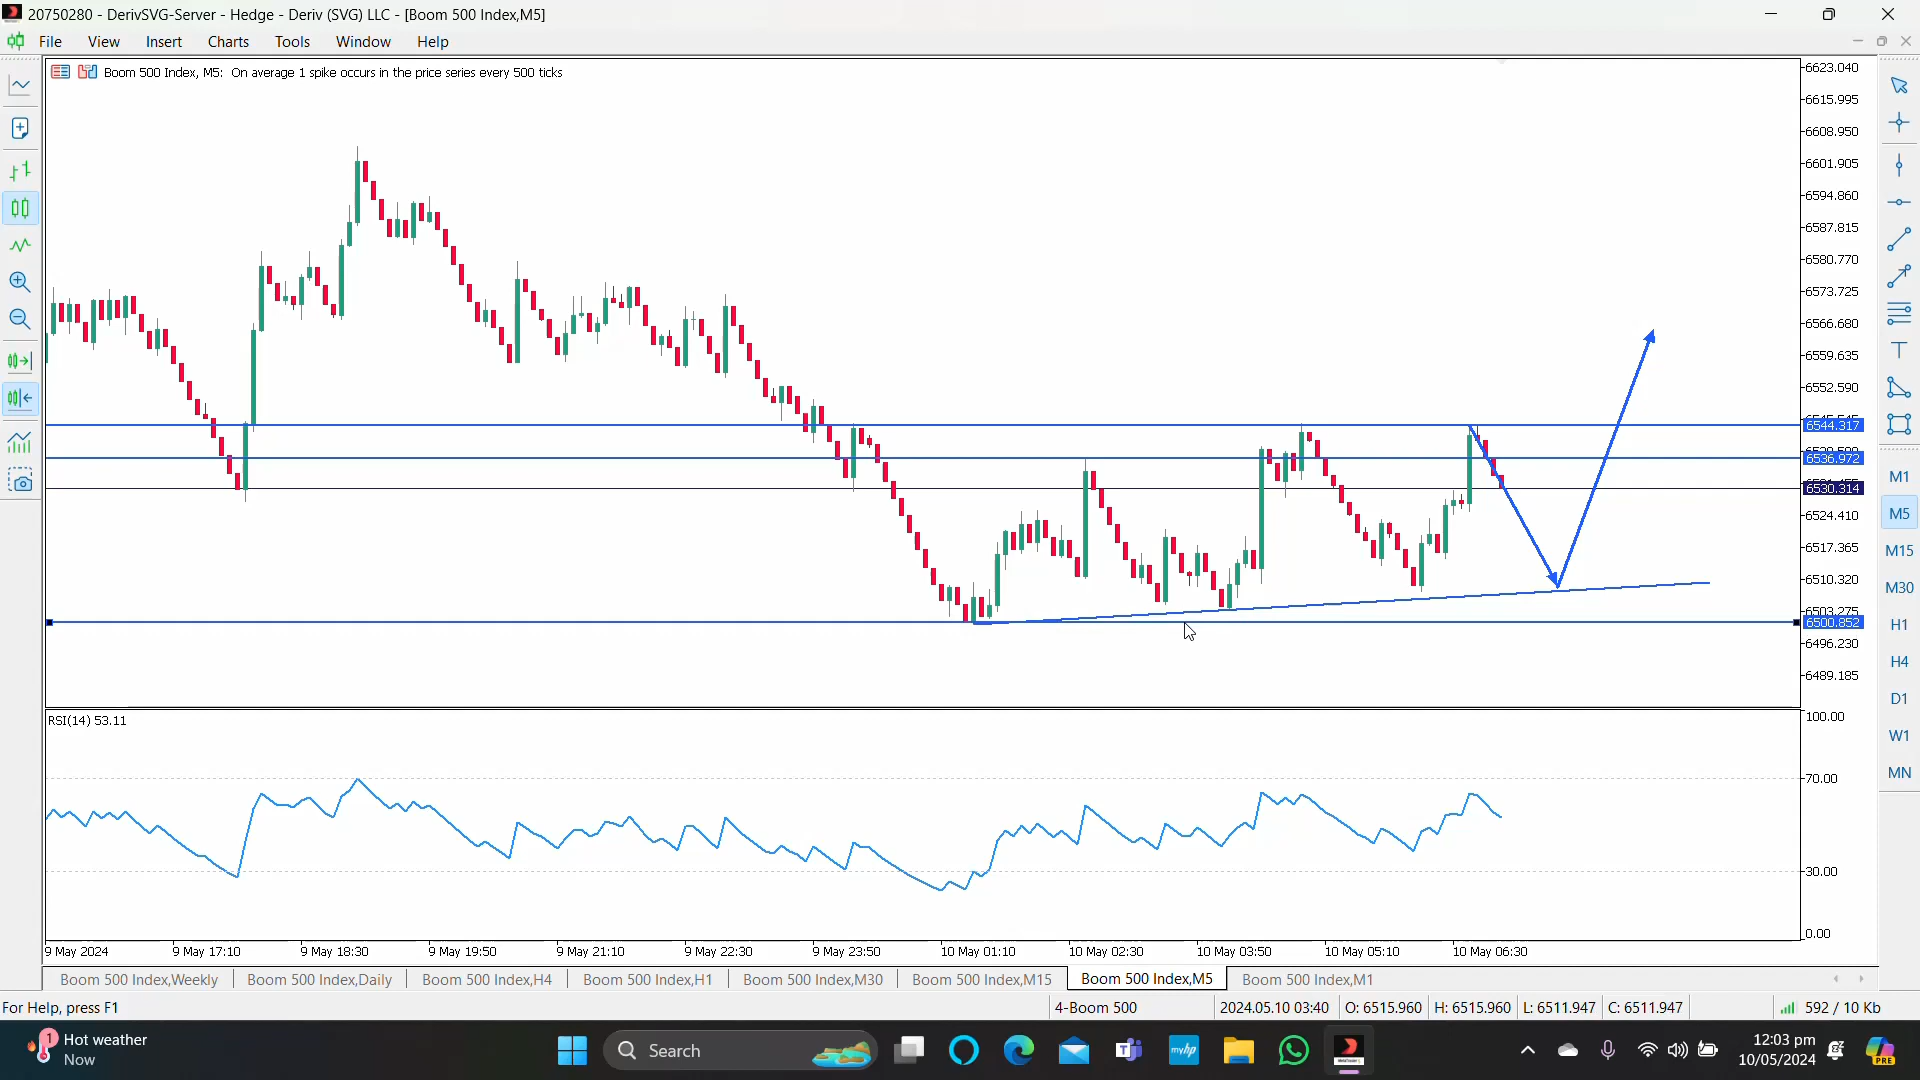 20750280 - DerivSVG-Server - Hedge - Deriv (SVG) LLC - [Boom 500 Index,M5]
File View Insert Charts Tools Window Help
Boom 500 Index, M5: On average 1 spike occurs in the price series every 500 ticks
6623.040
6615.995
6608.950
6601.905
6594.860
6587.815
6580.770
6573.725
6566.680
6559.635
6552.590
6544.317
6536.972
6530.314
6524.410
6517.365
6510.320
6503.275
6500.852
6496.230
6489.185
M1
M5
M15
M30
H1
H4
D1
W1
MN
RSI(14) 53.11
100.00
70.00
30.00
0.00
9 May 2024 9 May 17:10 9 May 18:30 9 May 19:50 9 May 21:10 9 May 22:30 9 May 23:50 10 May 01:10 10 May 02:30 10 May 03:50 10 May 05:10 10 May 06:30
Boom 500 Index,Weekly Boom 500 Index,Daily Boom 500 Index,H4 Boom 500 Index,H1 Boom 500 Index,M30 Boom 500 Index,M15 Boom 500 Index,M5 Boom 500 Index,M1
For Help, press F1 4-Boom 500 2024.05.10 03:40 O: 6515.960 H: 6515.960 L: 6511.947 C: 6511.947 592 / 10 Kb
1 Hot weather
Now
Search
myhp
PRE
12:03 pm
10/05/2024